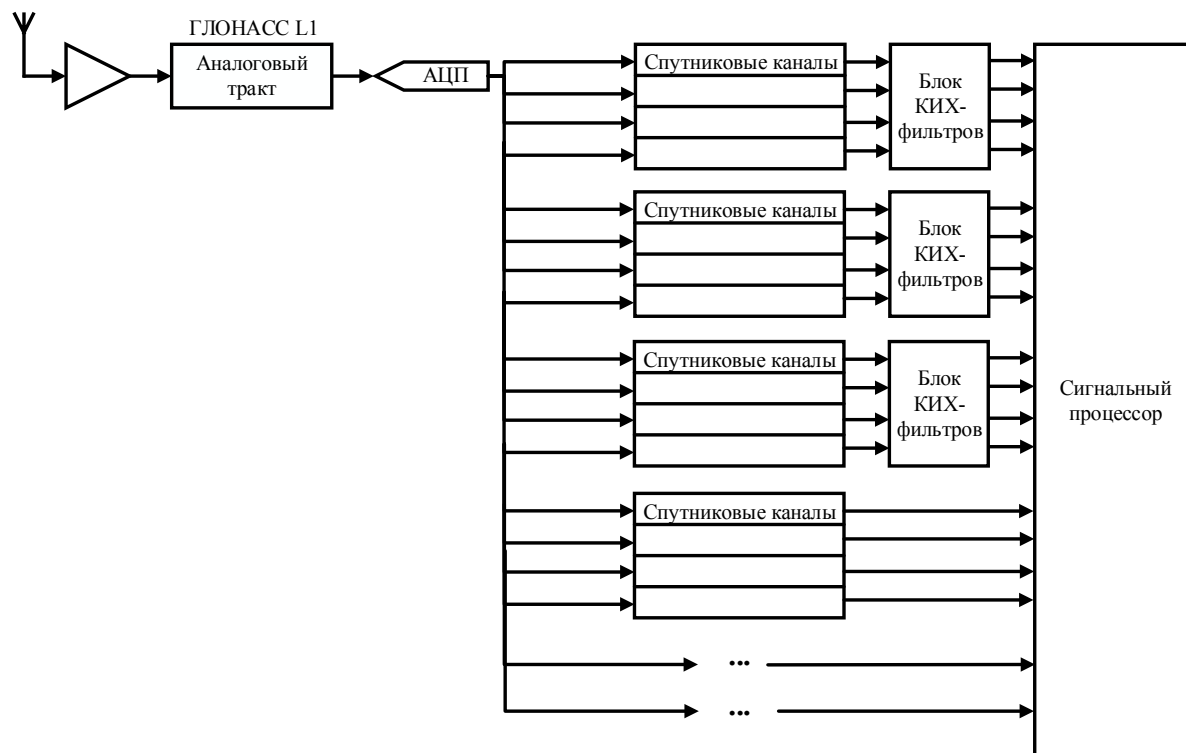 ГЛОНАСС L1
Аналоговый
тракт
АЦП
Спутниковые каналы
Блок
КИХ-
фильтров
Спутниковые каналы
Блок
КИХ-
фильтров
Спутниковые каналы
Блок
КИХ-
фильтров
Сигнальный
процессор
Спутниковые каналы
...
...